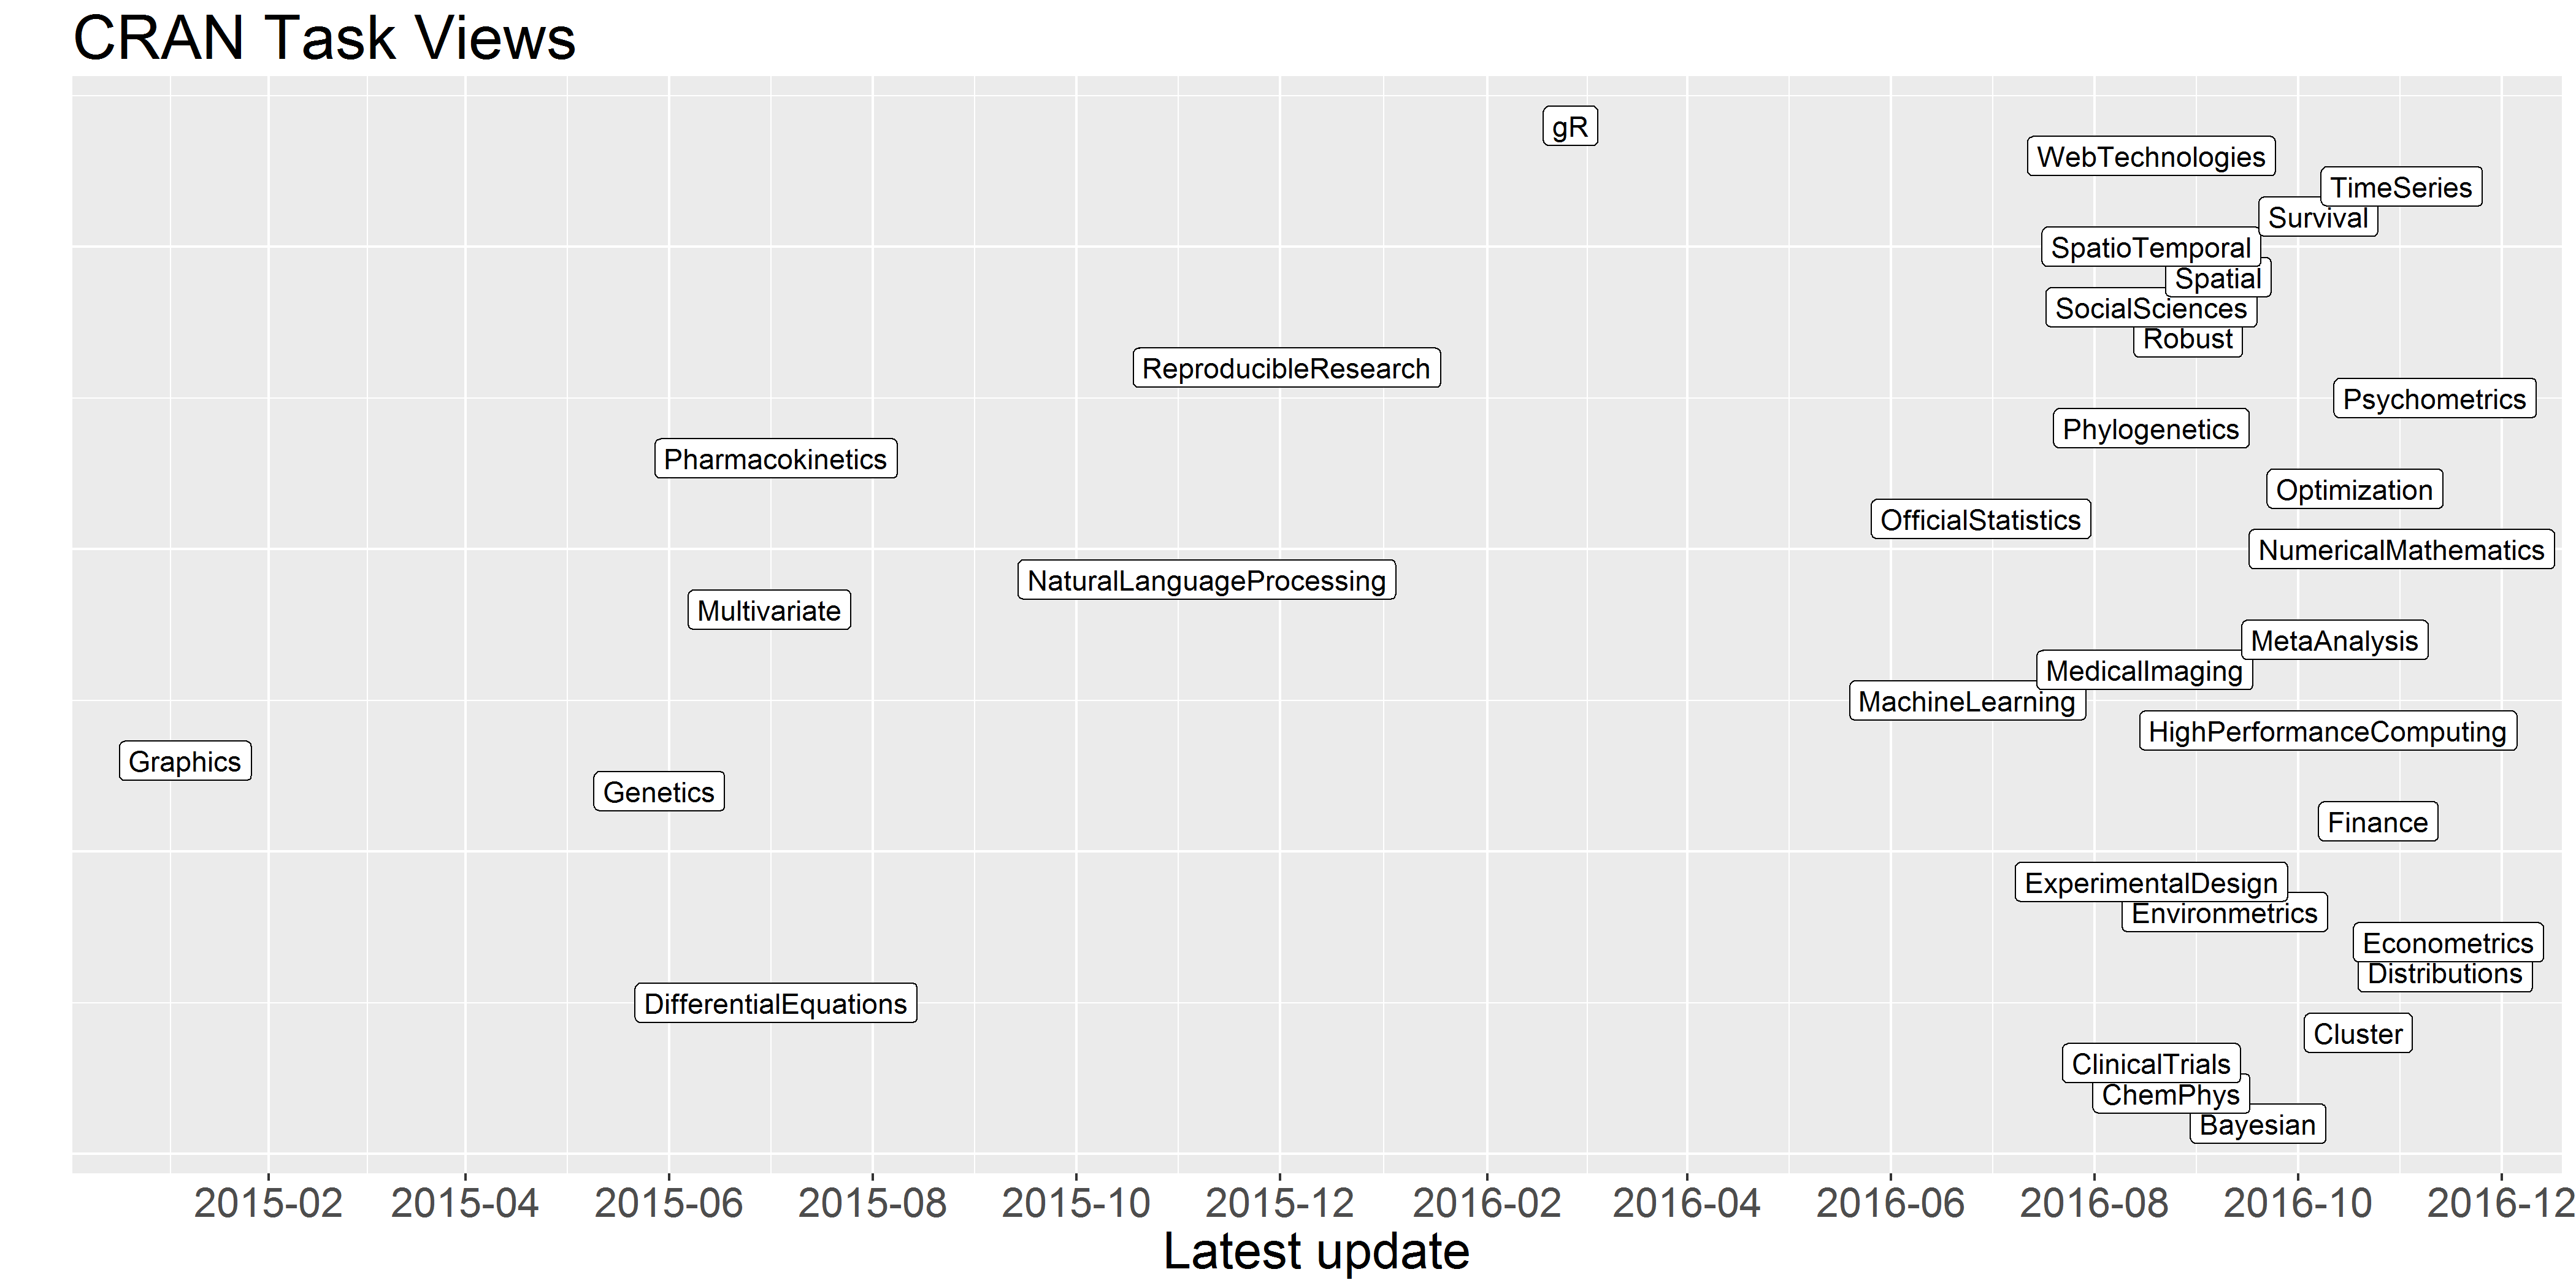 CRAN Task Views
gR
WebTechnologies
TimeSeries
Survival
SpatioTemporal
Spatial
SocialSciences
Robust
ReproducibleResearch
Psychometrics
Phylogenetics
Pharmacokinetics
Optimization
OfficialStatistics
NumericalMathematics
NaturalLanguageProcessing
Multivariate
MetaAnalysis
MedicalImaging
MachineLearning
HighPerformanceComputing
Graphics
Genetics
Finance
ExperimentalDesign
Environmetrics
Econometrics
Distributions
DifferentialEquations
Cluster
ClinicalTrials
ChemPhys
Bayesian
2015-02 2015-04 2015-06 2015-08 2015-10 2015-12 2016-02 2016-04 2016-06 2016-08 2016-10 2016-12
Latest update